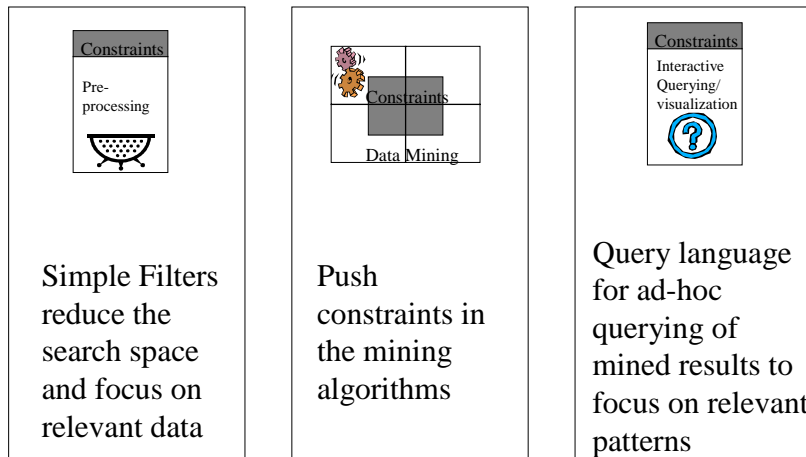 Constraints
Pre-
processing
Simple Filters
reduce the
search space
and focus on
relevant data
Constraints
Data Mining
Push
constraints in
the mining
algorithms
Constraints
Interactive
Querying/
visualization
?
Query language
for ad-hoc
querying of
mined results to
focus on relevant
patterns